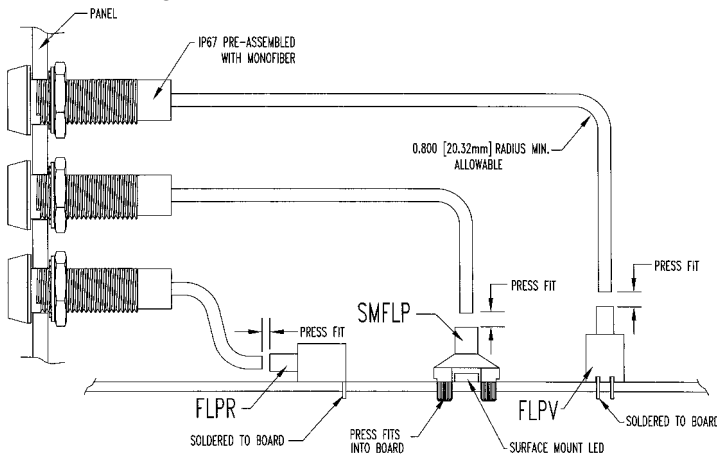 PANEL
IP67 PRE-ASSEMBLED
WITH MONOFIBER
0.800 [20.32mm] RADIUS MIN.
ALLOWABLE
PRESS FIT
PRESS FIT
SMFLP
PRESS FIT
FLPR
FLPV
SOLDERED TO BOARD
SOLDERED TO BOARD
PRESS FITS
INTO BOARD
SURFACE MOUNT LED